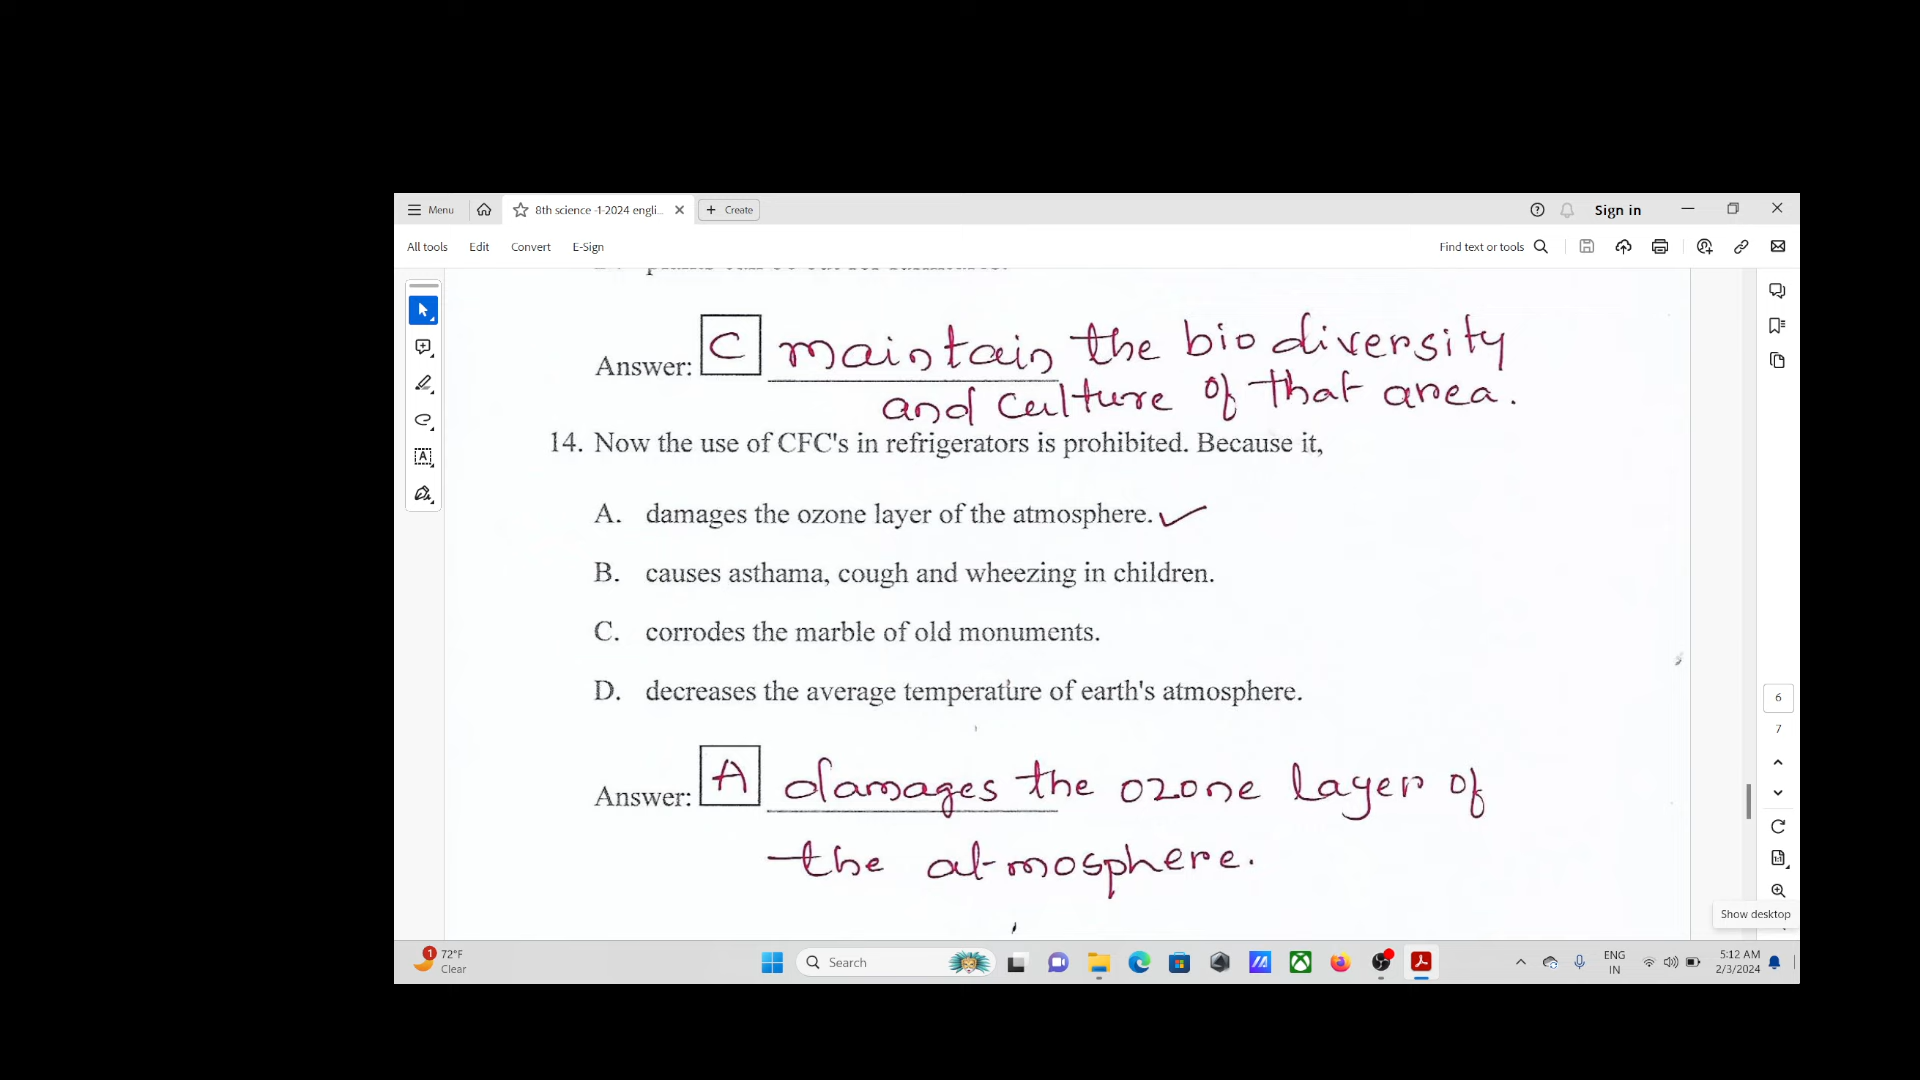 Menu
8th science -1-2024 engli...
Create
Sign in
All tools
Edit
Convert
E-Sign
Find text or tools
Answer: C maintain the biodiversity
and culture of that area.
14. Now the use of CFC's in refrigerators is prohibited. Because it,
A. damages the ozone layer of the atmosphere.
B. causes asthama, cough and wheezing in children.
C. corrodes the marble of old monuments.
D. decreases the average temperature of earth's atmosphere.
Answer: A damages the ozone layer of
the atmosphere.
6
7
Show desktop
1
72°F
Clear
Search
ENG
IN
5:12 AM
2/3/2024